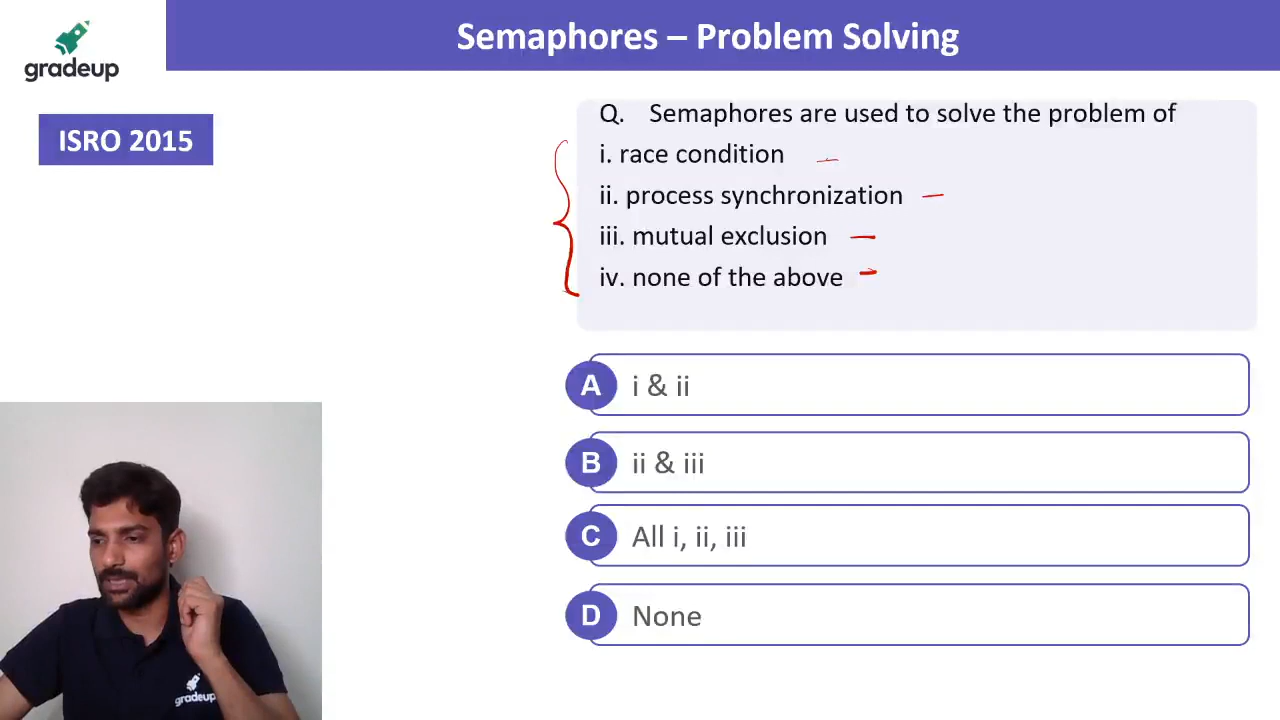 gradeup
Semaphores – Problem Solving
ISRO 2015
Q. Semaphores are used to solve the problem of
i. race condition
ii. process synchronization
iii. mutual exclusion
iv. none of the above
A i & ii
B ii & iii
C All i, ii, iii
D None
gradeup